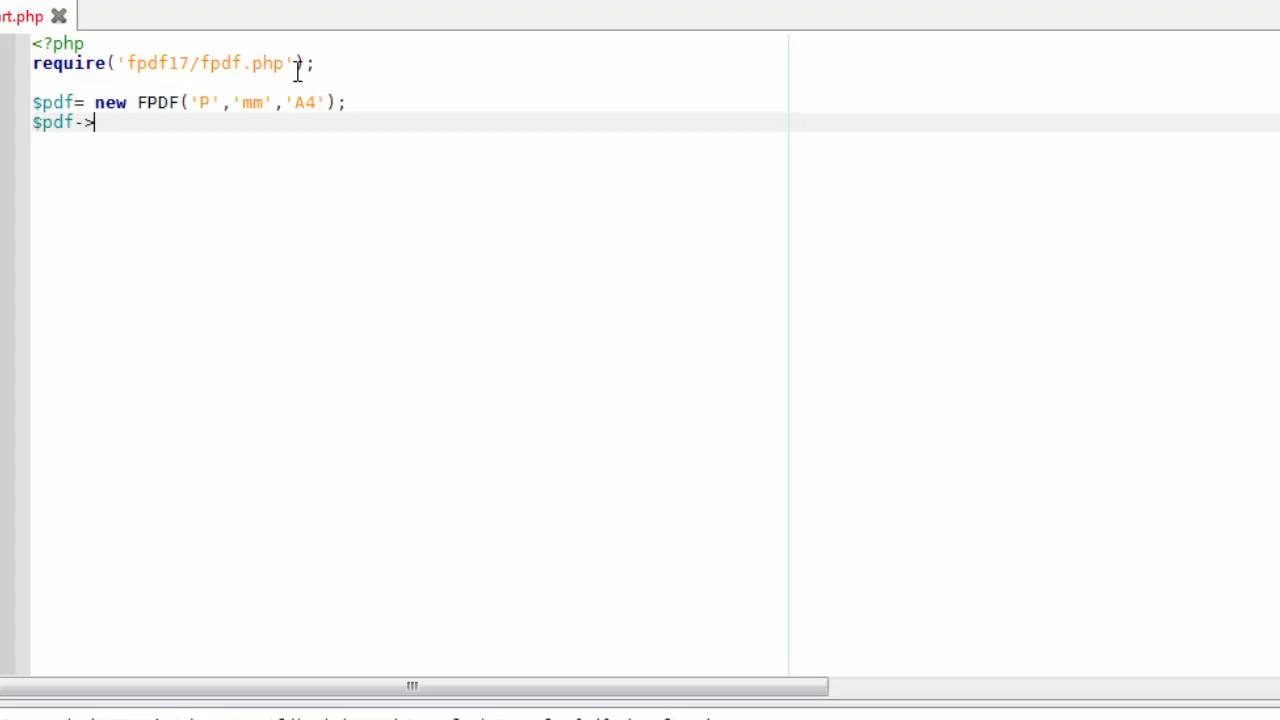 rt.php
<?php
require('fpdf17/fpdf.php');
$pdf= new FPDF('P','mm','A4');
$pdf->